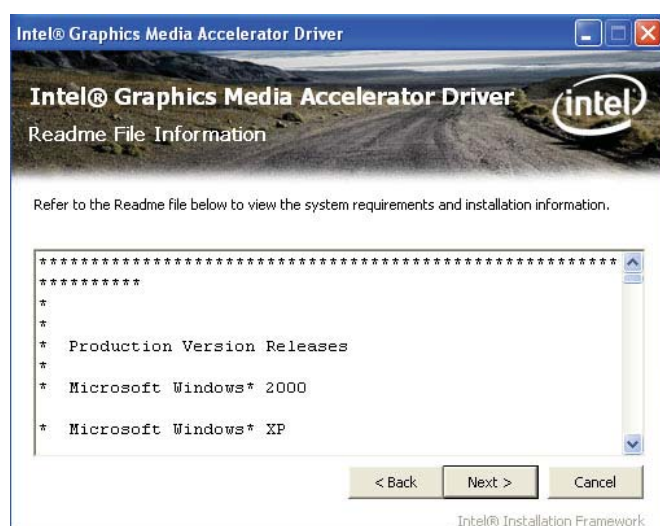 Intel® Graphics Media Accelerator Driver
Intel® Graphics Media Accelerator Driver
intel
Readme File Information
Refer to the Readme file below to view the system requirements and installation information.
********************************************************
**********
*
*
* Production Version Releases
*
* Microsoft Windows* 2000
* Microsoft Windows* XP
< Back
Next >
Cancel
Intel® Installation Framework